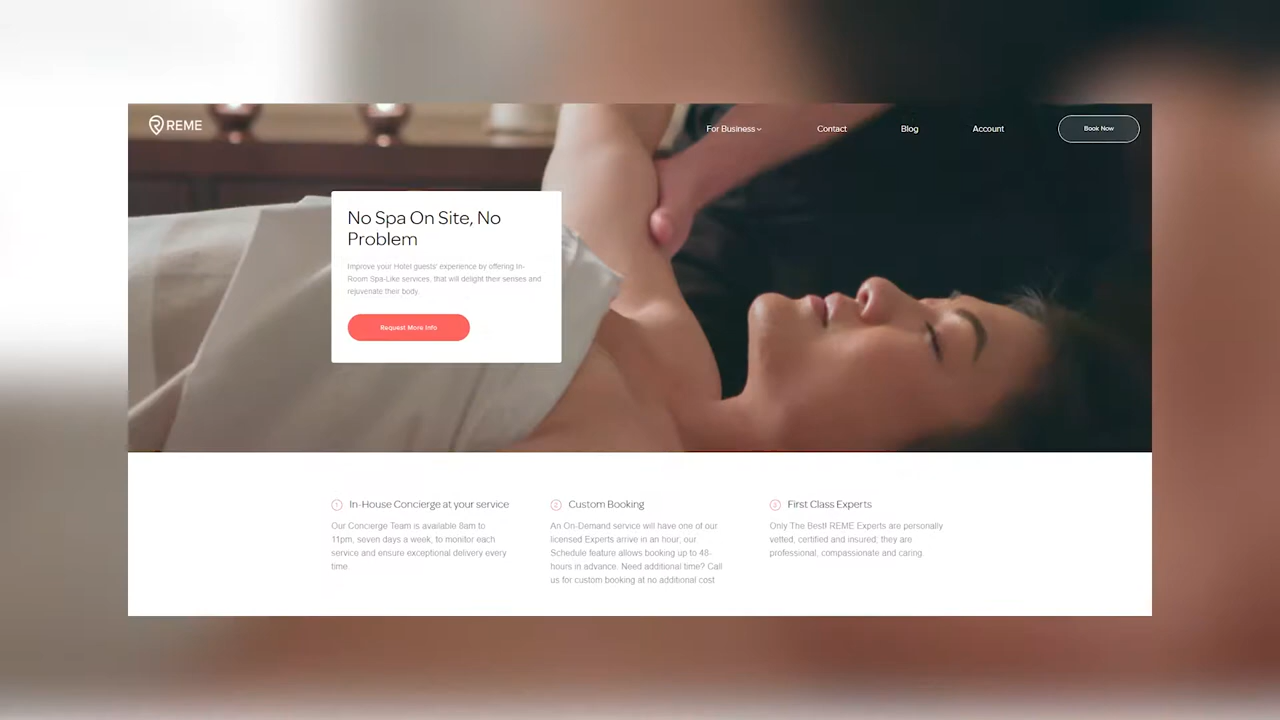 REME
For Business
Contact
Blog
Account
Book Now
No Spa On Site, No
Problem
Improve your Hotel guests' experience by offering In-
Room Spa-Like services, that will delight their senses and
rejuvenate their body.
Request More Info
1 In-House Concierge at your service
Our Concierge Team is available 8am to
11pm, seven days a week, to monitor each
service and ensure exceptional delivery every
time.
2 Custom Booking
An On-Demand service will have one of our
licensed Experts arrive in an hour, our
Schedule feature allows booking up to 48-
hours in advance. Need additional time? Call
us for custom booking at no additional cost
3 First Class Experts
Only The Best! REME Experts are personally
vetted, certified and insured; they are
professional, compassionate and caring.